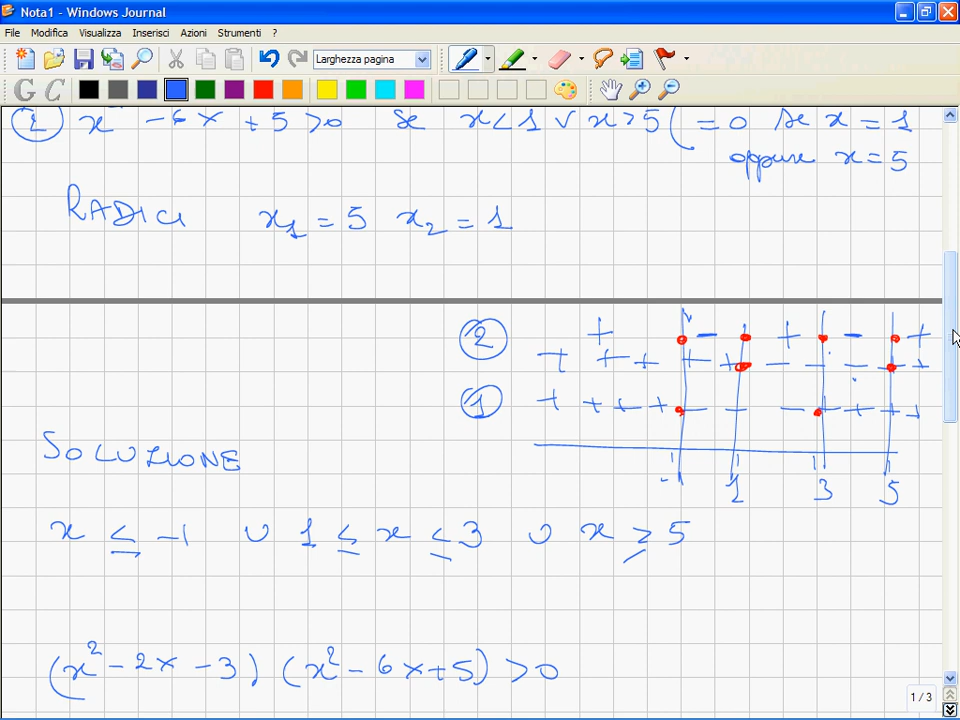 Nota1 - Windows Journal
File Modifica Visualizza Inserisci Azioni Strumenti ?
Larghezza pagina
G C
② x - 6x + 5 > 0 se x < 1 ∨ x > 5 ( = 0 se x = 1
oppure x = 5
RADICI x₁ = 5 x₂ = 1
② + - + - +
+ + + + + - - - - +
① + + + + - - - - + + +
SOLUZIONE
1 3 5
x ≤ -1 ∪ 1 ≤ x ≤ 3 ∪ x ≥ 5
(x² - 2x - 3) (x² - 6x + 5) > 0
1 / 3